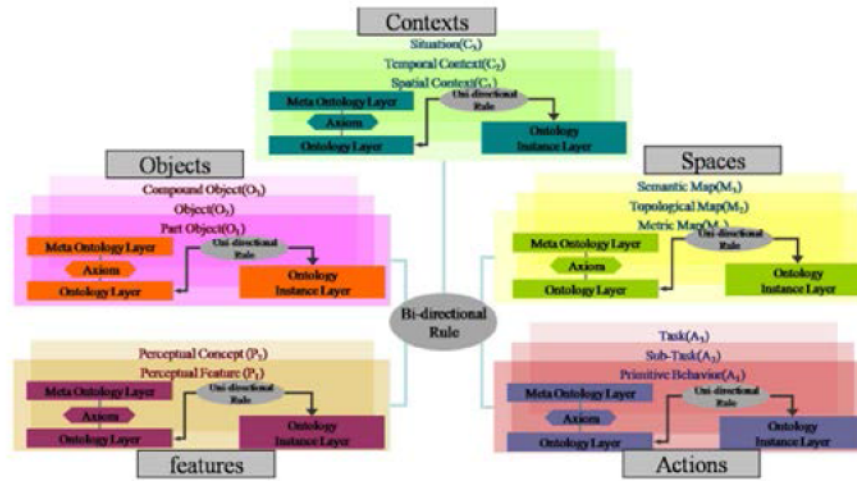 Contexts
Situation(C₃)
Temporal Context(C₂)
Spatial Context(C₁)
Meta Ontology Layer
Uni-directional
Rule
Axiom
Ontology Layer
Ontology
Instance Layer
Objects
Compound Object(O₃)
Object(O₂)
Part Object(O₁)
Meta Ontology Layer
Uni-directional
Rule
Axiom
Ontology Layer
Ontology
Instance Layer
Spaces
Semantic Map(M₃)
Topological Map(M₂)
Metric Map(M₁)
Meta Ontology Layer
Uni-directional
Rule
Axiom
Ontology Layer
Ontology
Instance Layer
Bi-directional
Rule
Perceptual Concept (P₂)
Perceptual Feature (P₁)
Meta Ontology Layer
Uni-directional
Rule
Axiom
Ontology Layer
Ontology
Instance Layer
features
Task(A₃)
Sub-Task(A₂)
Primitive Behavior(A₁)
Meta Ontology Layer
Uni-directional
Rule
Axiom
Ontology Layer
Ontology
Instance Layer
Actions